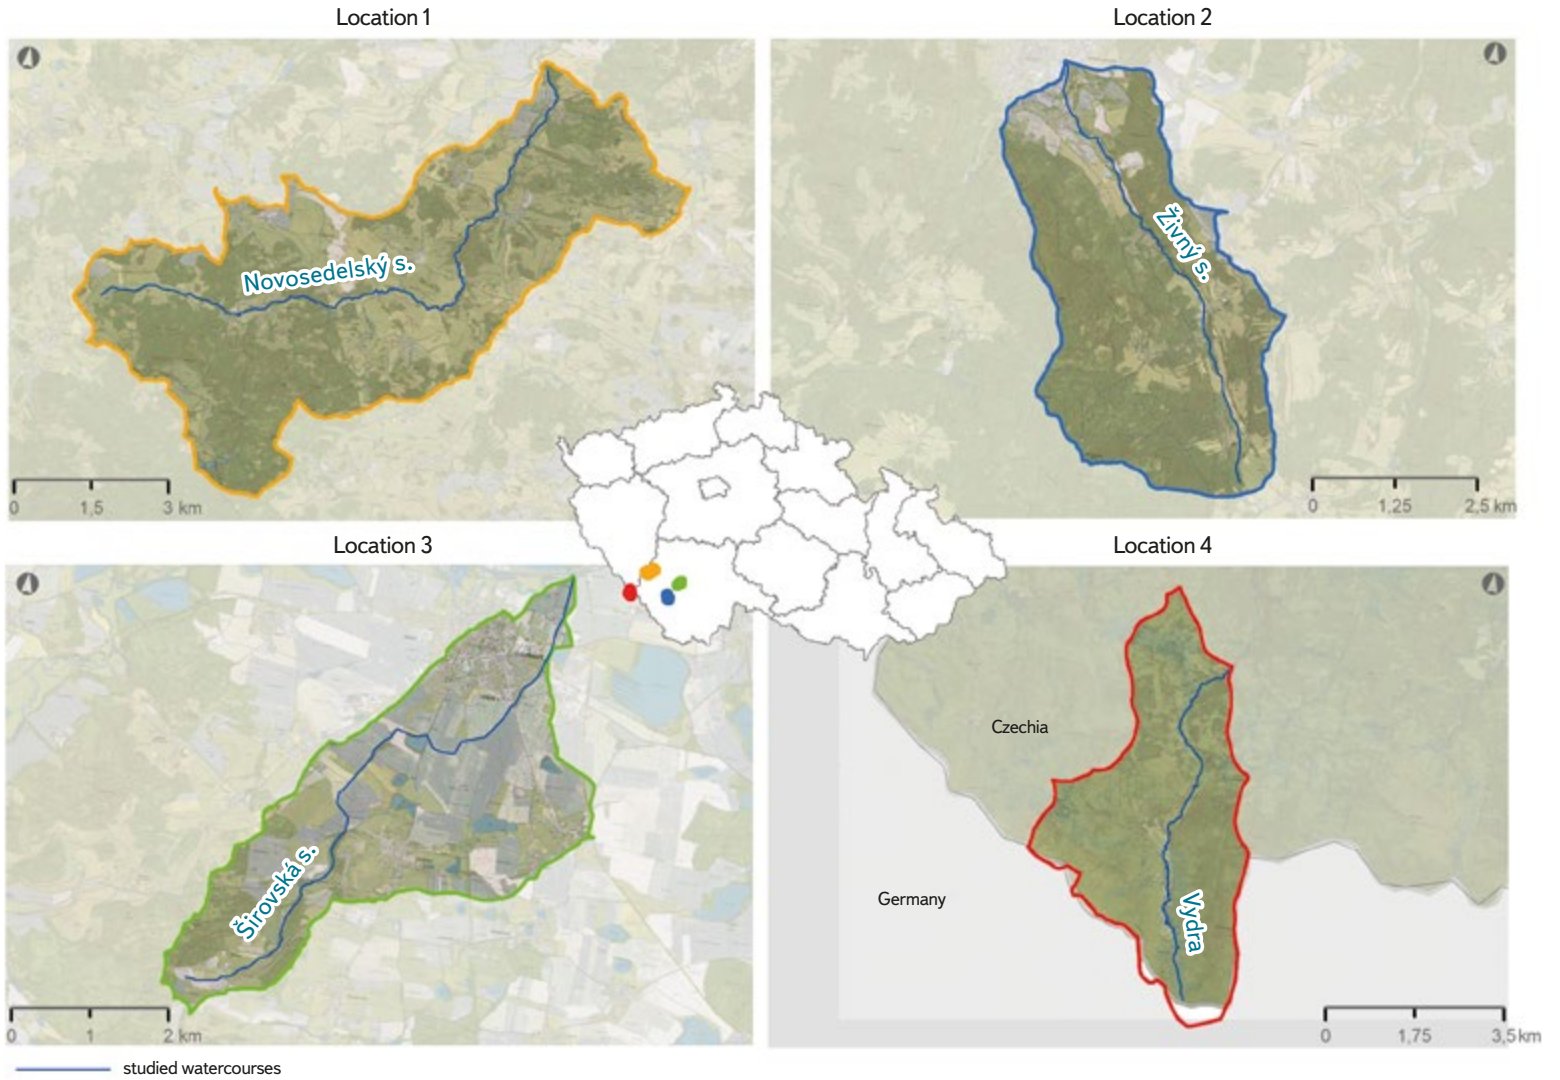 Location 1
Location 2
Novosedelský s.
Živný s.
0 1,5 3 km
0 1,25 2,5 km
Location 3
Location 4
Czechia
Germany
Širovská s.
Vydra
0 1 2 km
0 1,75 3,5 km
studied watercourses